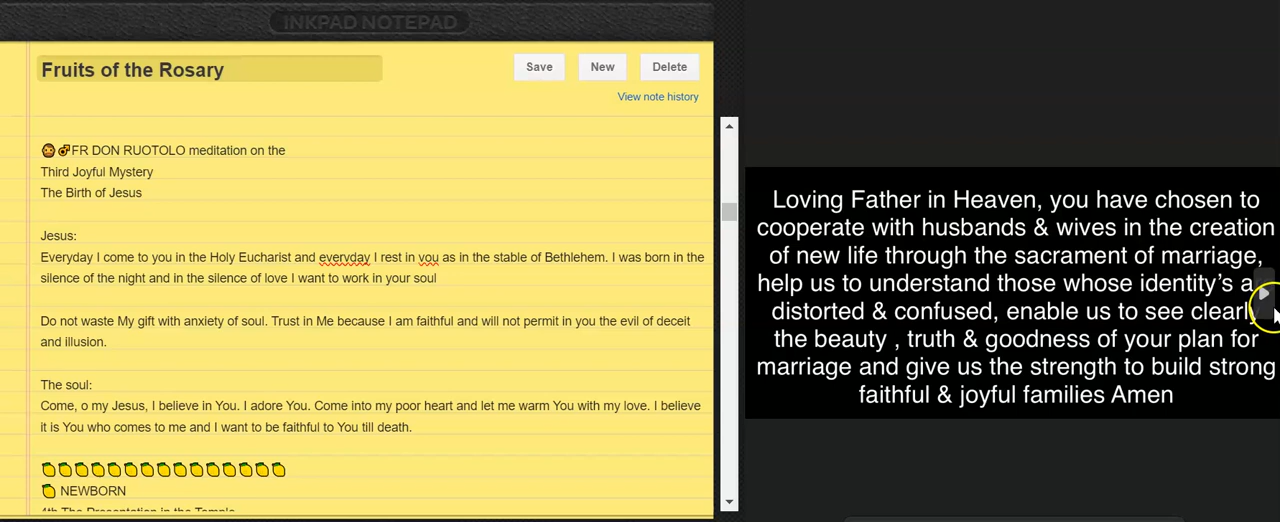 INKPAD NOTEPAD
Fruits of the Rosary
Save
New
Delete
View note history
FR DON RUOTOLO meditation on the
Third Joyful Mystery
The Birth of Jesus
Jesus:
Everyday I come to you in the Holy Eucharist and everyday I rest in you as in the stable of Bethlehem. I was born in the
silence of the night and in the silence of love I want to work in your soul
Do not waste My gift with anxiety of soul. Trust in Me because I am faithful and will not permit in you the evil of deceit
and illusion.
The soul:
Come, o my Jesus, I believe in You. I adore You. Come into my poor heart and let me warm You with my love. I believe
it is You who comes to me and I want to be faithful to You till death.
NEWBORN
4th The Presentation in the Temple
Loving Father in Heaven, you have chosen to
cooperate with husbands & wives in the creation
of new life through the sacrament of marriage,
help us to understand those whose identity's
distorted & confused, enable us to see clearly
the beauty , truth & goodness of your plan for
marriage and give us the strength to build strong
faithful & joyful families Amen